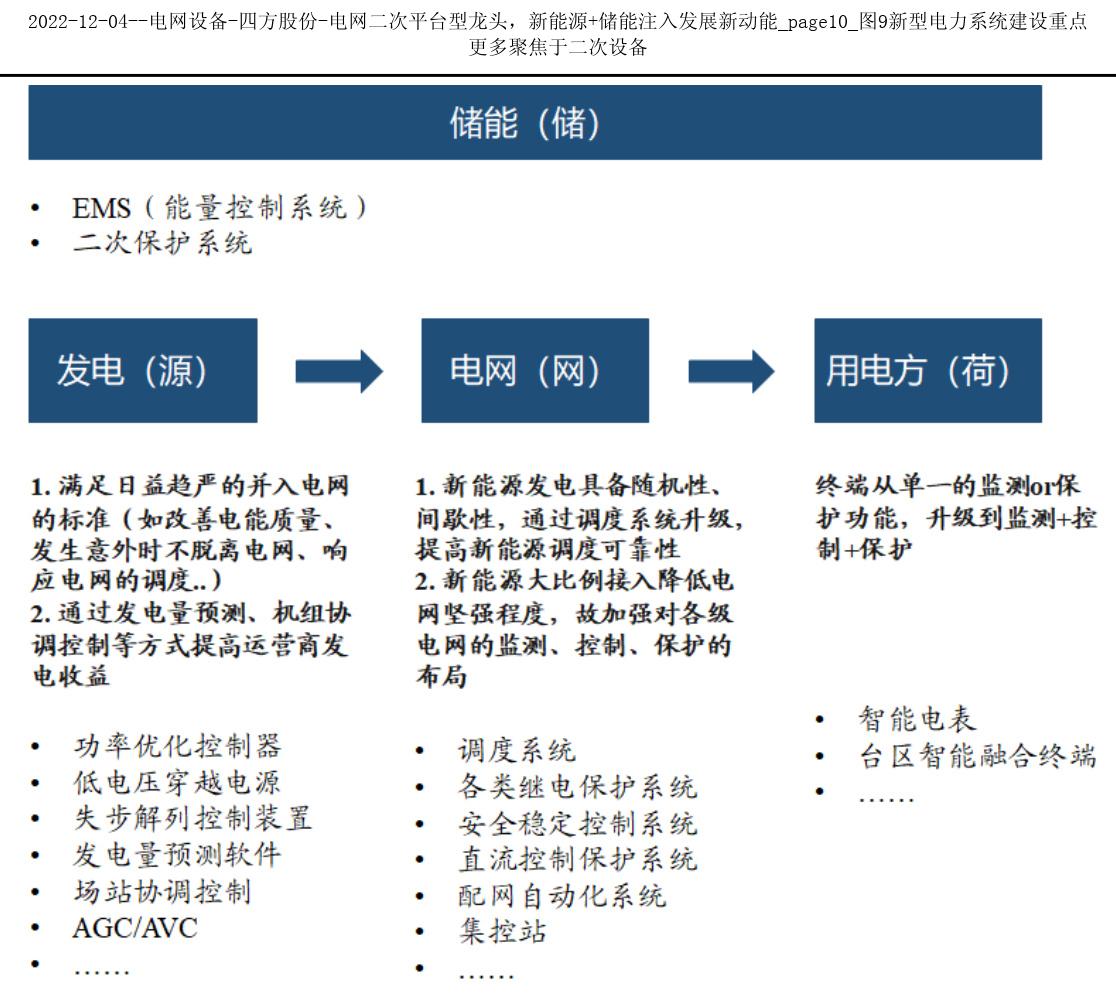 2022-12-04--电网设备-四方股份-电网二次平台型龙头，新能源+储能注入发展新动能_page10_图9新型电力系统建设重点
更多聚焦于二次设备
储能（储）
• EMS（能量控制系统）
• 二次保护系统
发电（源）
电网（网）
用电方（荷）
1. 满足日益趋严的并入电网
的标准（如改善电能质量、
发生意外时不脱离电网、响
应电网的调度..）
2. 通过发电量预测、机组协
调控制等方式提高运营商发
电收益
• 功率优化控制器
• 低电压穿越电源
• 失步解列控制装置
• 发电量预测软件
• 场站协调控制
• AGC/AVC
• ……
1. 新能源发电具备随机性、
间歇性，通过调度系统升级，
提高新能源调度可靠性
2. 新能源大比例接入降低电
网坚强程度，故加强对各级
电网的监测、控制、保护的
布局
• 调度系统
• 各类继电保护系统
• 安全稳定控制系统
• 直流控制保护系统
• 配网自动化系统
• 集控站
• ……
终端从单一的监测or保
护功能，升级到监测+控
制+保护
• 智能电表
• 台区智能融合终端
• ……